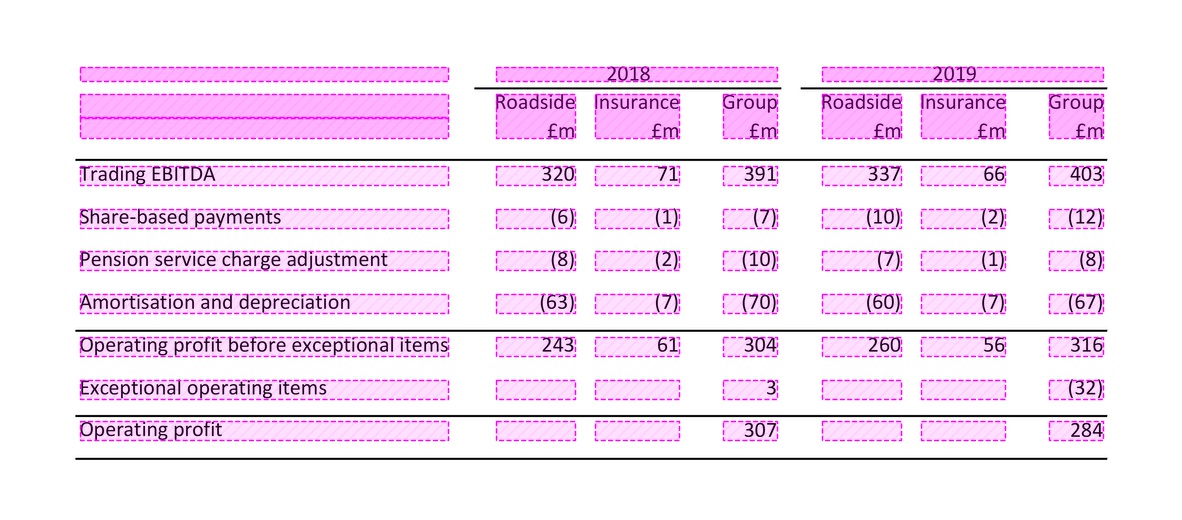 2018 2019
Roadside Insurance Group Roadside Insurance Group
£m £m £m £m £m £m
Trading EBITDA 320 71 391 337 66 403
Share-based payments (6) (1) (7) (10) (2) (12)
Pension service charge adjustment (8) (2) (10) (7) (1) (8)
Amortisation and depreciation (63) (7) (70) (60) (7) (67)
Operating profit before exceptional items 243 61 304 260 56 316
Exceptional operating items 3 (32)
Operating profit 307 284